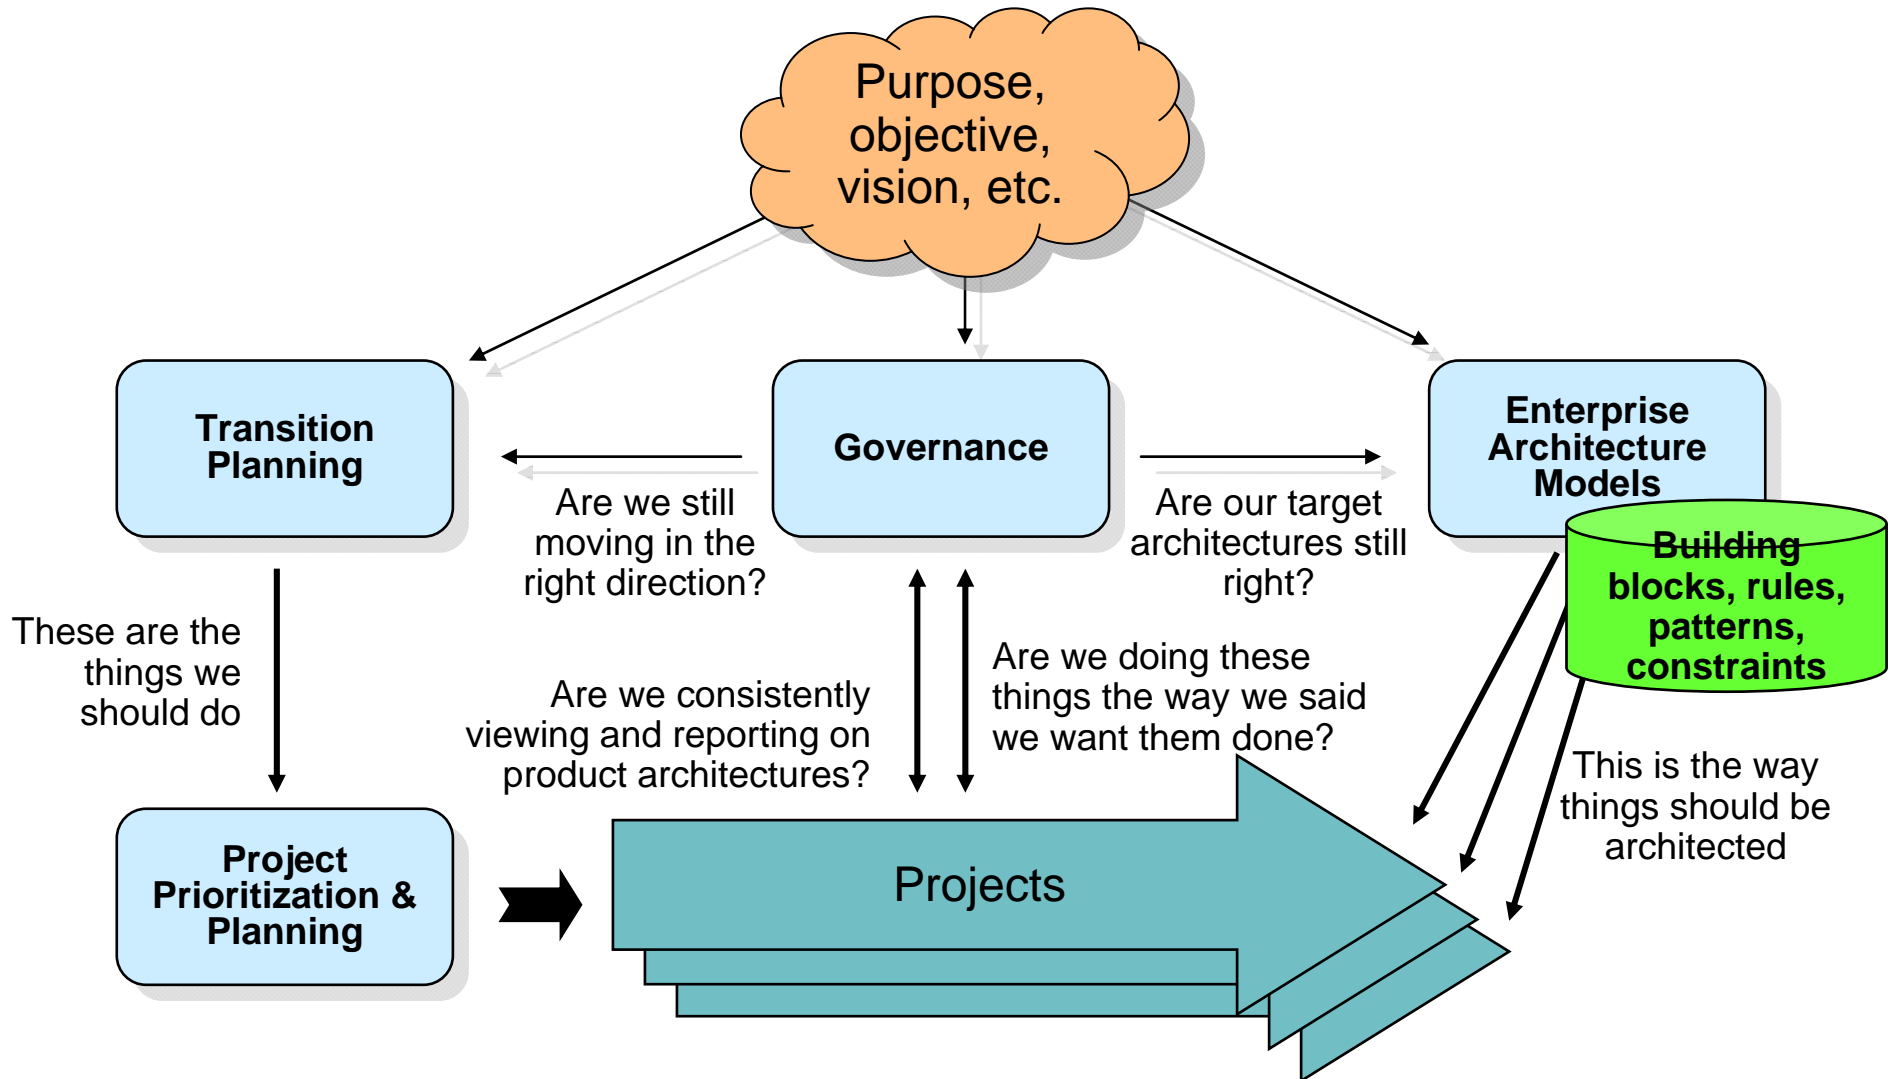 Purpose,
objective,
vision, etc.
Transition
Planning
Governance
Enterprise
Architecture
Models
Are we still
moving in the
right direction?
Are our target
architectures still
right?
Building
blocks, rules,
patterns,
constraints
These are the
things we
should do
Are we consistently
viewing and reporting on
product architectures?
Are we doing these
things the way we said
we want them done?
This is the way
things should be
architected
Project
Prioritization &
Planning
Projects